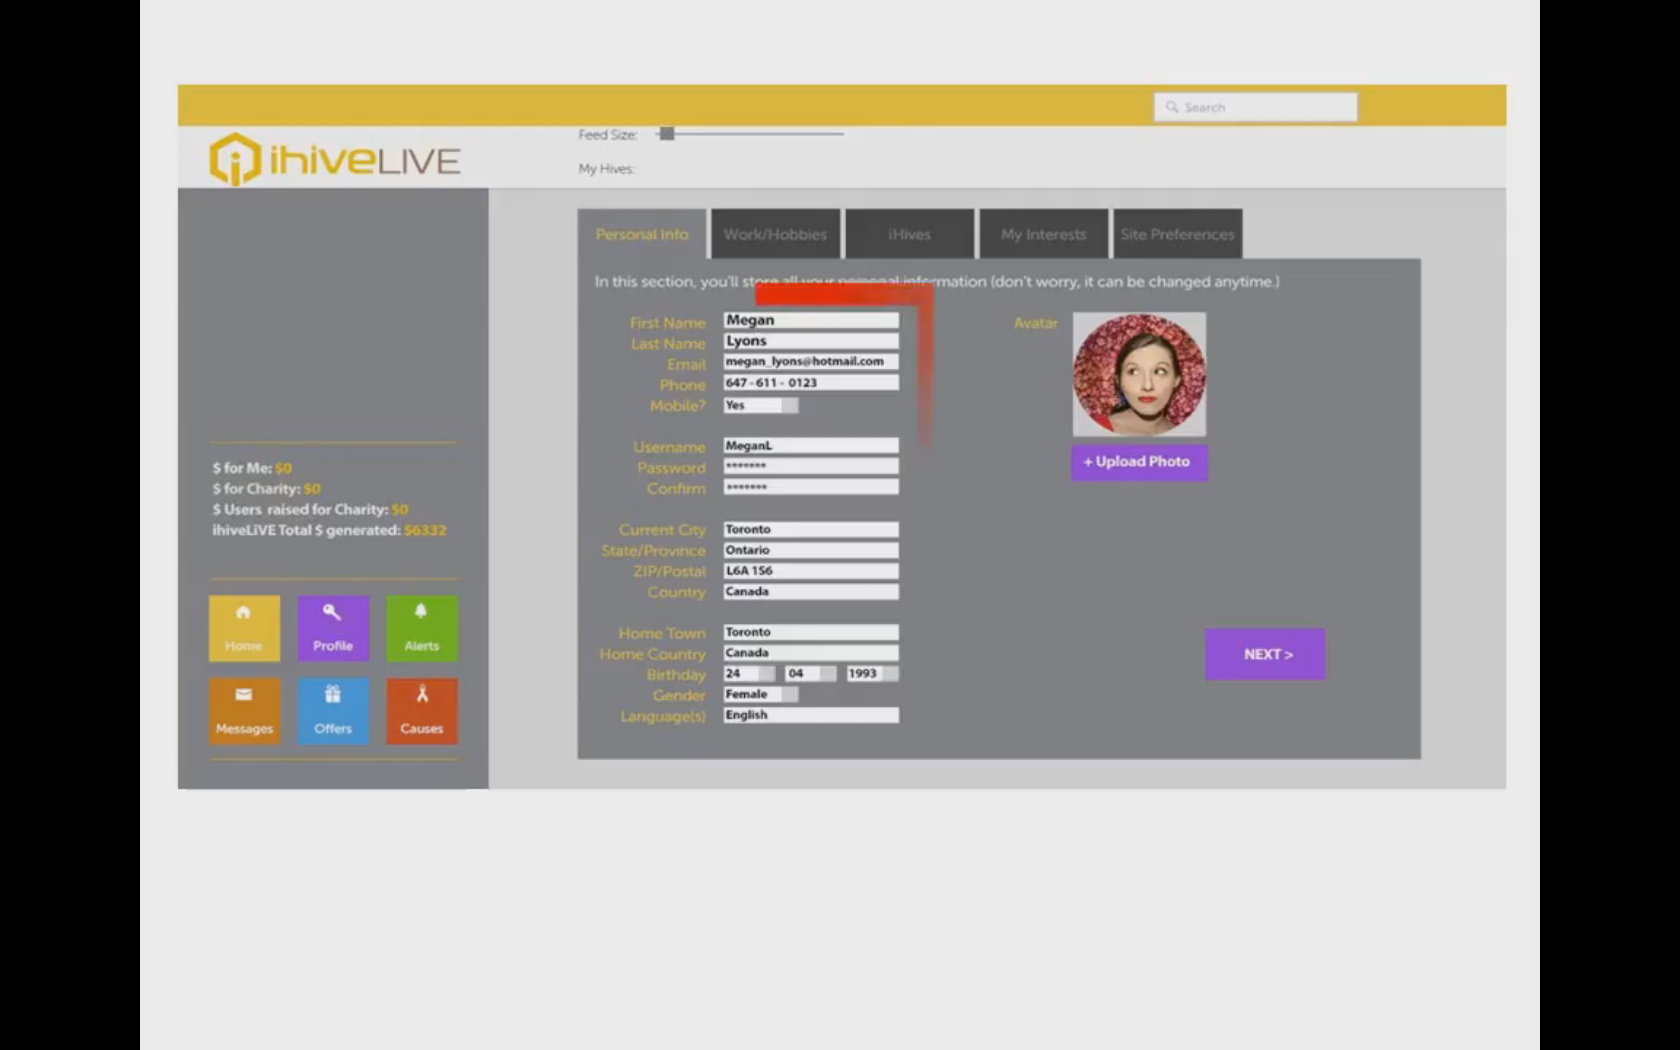 Search
Feed Size:
ihiveLIVE
My Hives:
Personal Info Work/Hobbies iHives My Interests Site Preferences
In this section, you'll store all your personal information (don't worry, it can be changed anytime.)
First Name Megan
Last Name Lyons
Email megan_lyons@hotmail.com
Phone 647 - 611 - 0123
Mobile? Yes
Avatar
+ Upload Photo
Username MeganL
Password *******
Confirm *******
Current City Toronto
State/Province Ontario
ZIP/Postal L6A 1S6
Country Canada
Home Town Toronto
Home Country Canada
Birthday 24 04 1993
Gender Female
Language(s) English
NEXT >
$ for Me: $0
$ for Charity: $0
$ Users raised for Charity: $0
ihiveLiVE Total $ generated: $6332
Home Profile Alerts
Messages Offers Causes